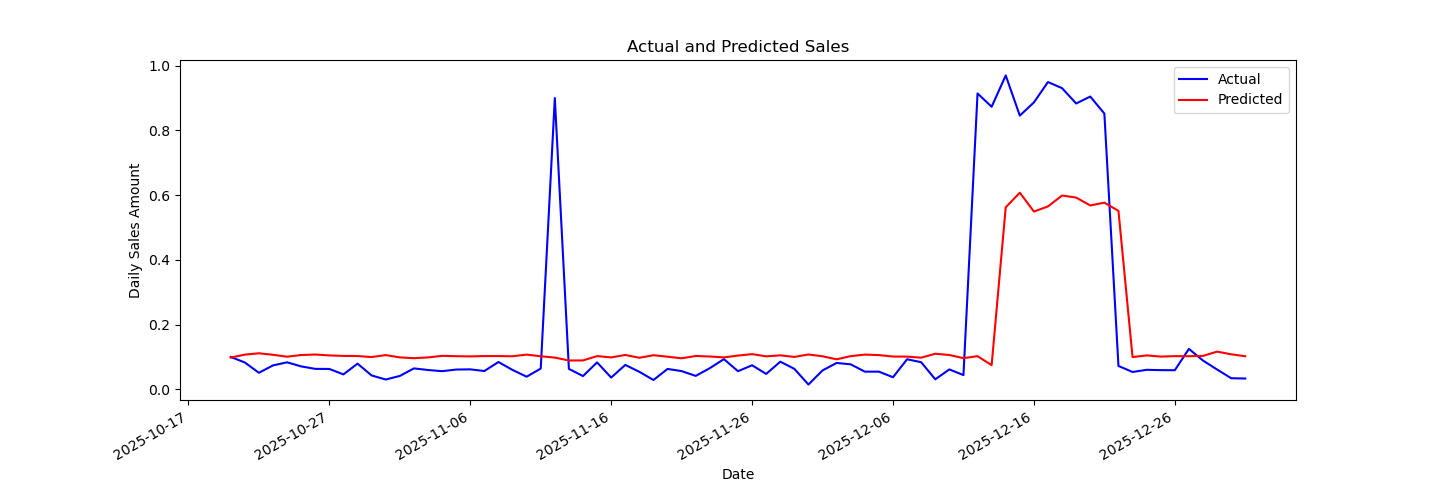 Actual and Predicted Sales
Actual
Predicted
Daily Sales Amount
1.0
0.8
0.6
0.4
0.2
0.0
2025-10-17
2025-10-27
2025-11-06
2025-11-16
2025-11-26
2025-12-06
2025-12-16
2025-12-26
Date